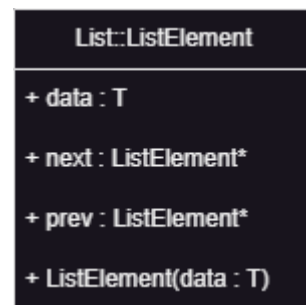 List::ListElement
+ data : T
+ next : ListElement*
+ prev : ListElement*
+ ListElement(data : T)